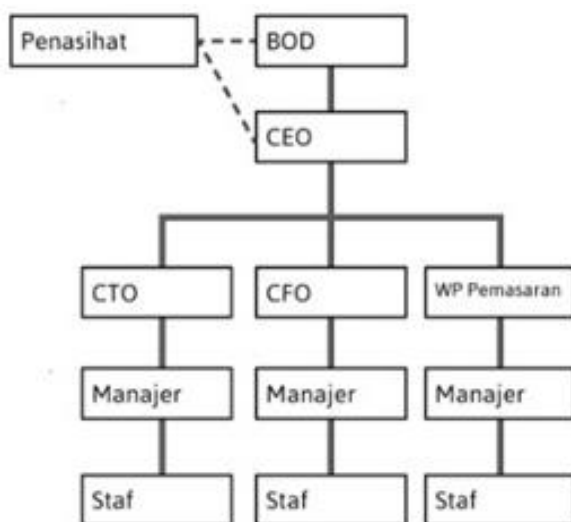 Penasihat
BOD
CEO
CTO
CFO
WP Pemasaran
Manajer
Manajer
Manajer
Staf
Staf
Staf